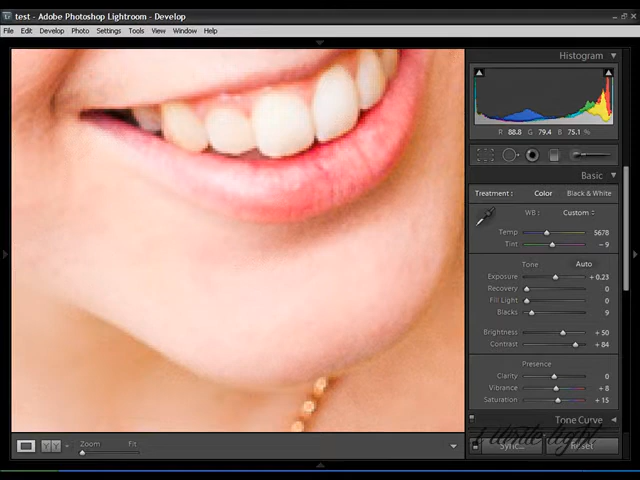 test - Adobe Photoshop Lightroom - Develop
File Edit Develop Photo Settings Tools View Window Help
Histogram
R 88.8 G 79.4 B 75.1 %
Basic
Treatment : Color Black & White
WB : Custom
Temp 5678
Tint - 9
Tone Auto
Exposure + 0.23
Recovery 0
Fill Light 0
Blacks 9
Brightness + 50
Contrast + 84
Presence
Clarity 0
Vibrance + 8
Saturation + 15
Tone Curve
Zoom Fit
Sync... Reset
light